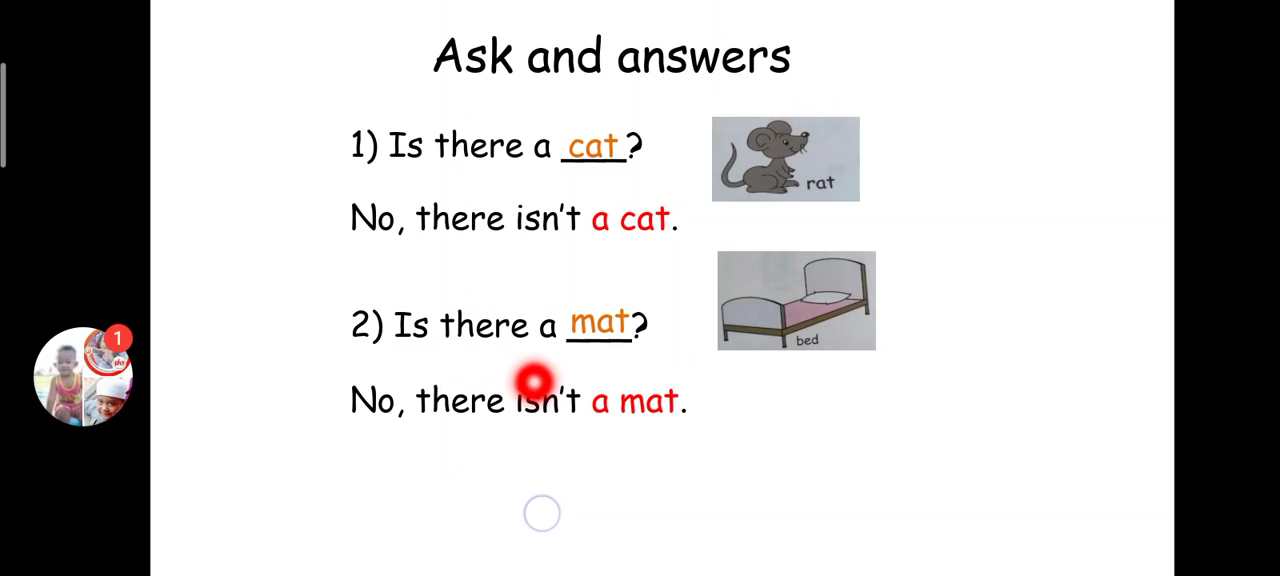 Ask and answers
1) Is there a cat?
rat
No, there isn't a cat.
2) Is there a mat?
bed
No, there isn't a mat.
1